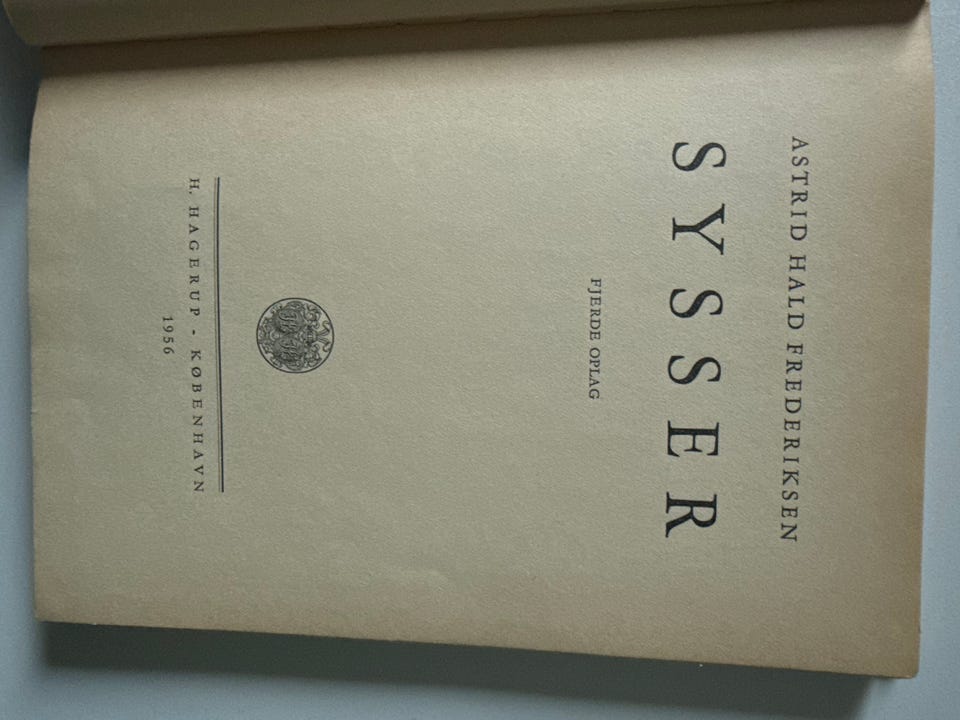 ASTRID HALD FREDERIKSEN
SYSSER
FJERDE OPLAG
H. HAGERUP - KØBENHAVN
1956